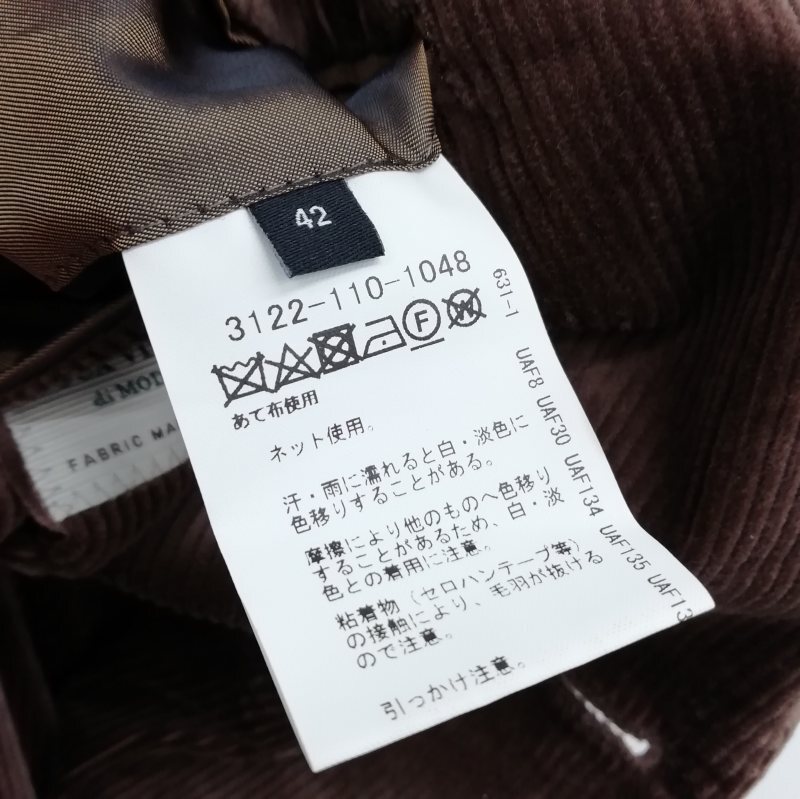 42
3122-110-1048
F W
あて布使用
ネット使用。
汗・雨に濡れると白・淡色に
色移りすることがある。
摩擦により他のものへ色移り
することがあるため、白・淡
色との着用に注意。
粘着物(セロハンテープ等)
の接触により、毛羽が抜ける
ので注意。
引っかけ注意。
631-1 UAF8 UAF30 UAF134 UAF135
FABRIC